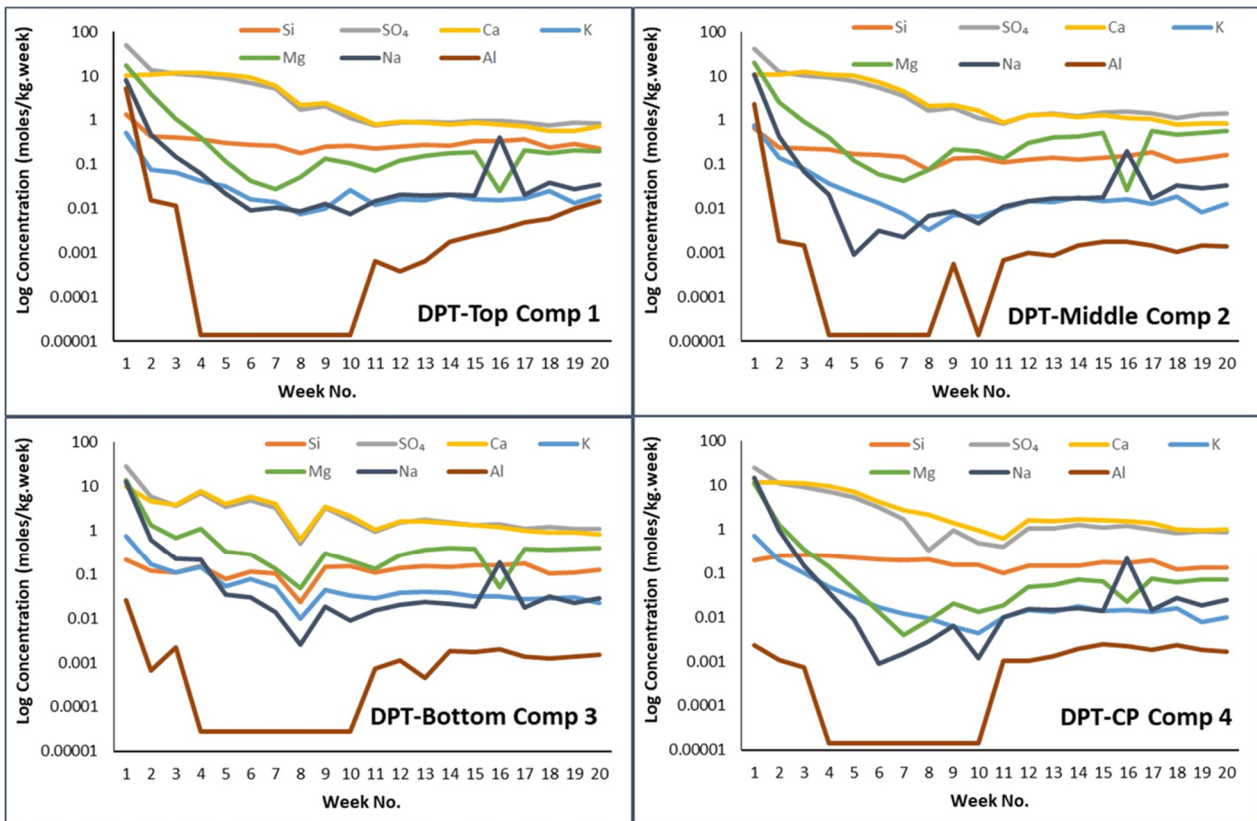 Log Concentration (moles/kg.week)
100
10
1
0.1
0.01
0.001
0.0001
0.00001
Si SO₄ Ca K
Mg Na Al
DPT-Top Comp 1
1 2 3 4 5 6 7 8 9 10 11 12 13 14 15 16 17 18 19 20
Week No.
Log Concentration (moles/kg.week)
100
10
1
0.1
0.01
0.001
0.0001
0.00001
Si SO₄ Ca K
Mg Na Al
DPT-Middle Comp 2
1 2 3 4 5 6 7 8 9 10 11 12 13 14 15 16 17 18 19 20
Week No.
Log Concentration (moles/kg.week)
100
10
1
0.1
0.01
0.001
0.0001
0.00001
Si SO₄ Ca K
Mg Na Al
DPT-Bottom Comp 3
1 2 3 4 5 6 7 8 9 10 11 12 13 14 15 16 17 18 19 20
Week No.
Log Concentration (moles/kg.week)
100
10
1
0.1
0.01
0.001
0.0001
0.00001
Si SO₄ Ca K
Mg Na Al
DPT-CP Comp 4
1 2 3 4 5 6 7 8 9 10 11 12 13 14 15 16 17 18 19 20
Week No.